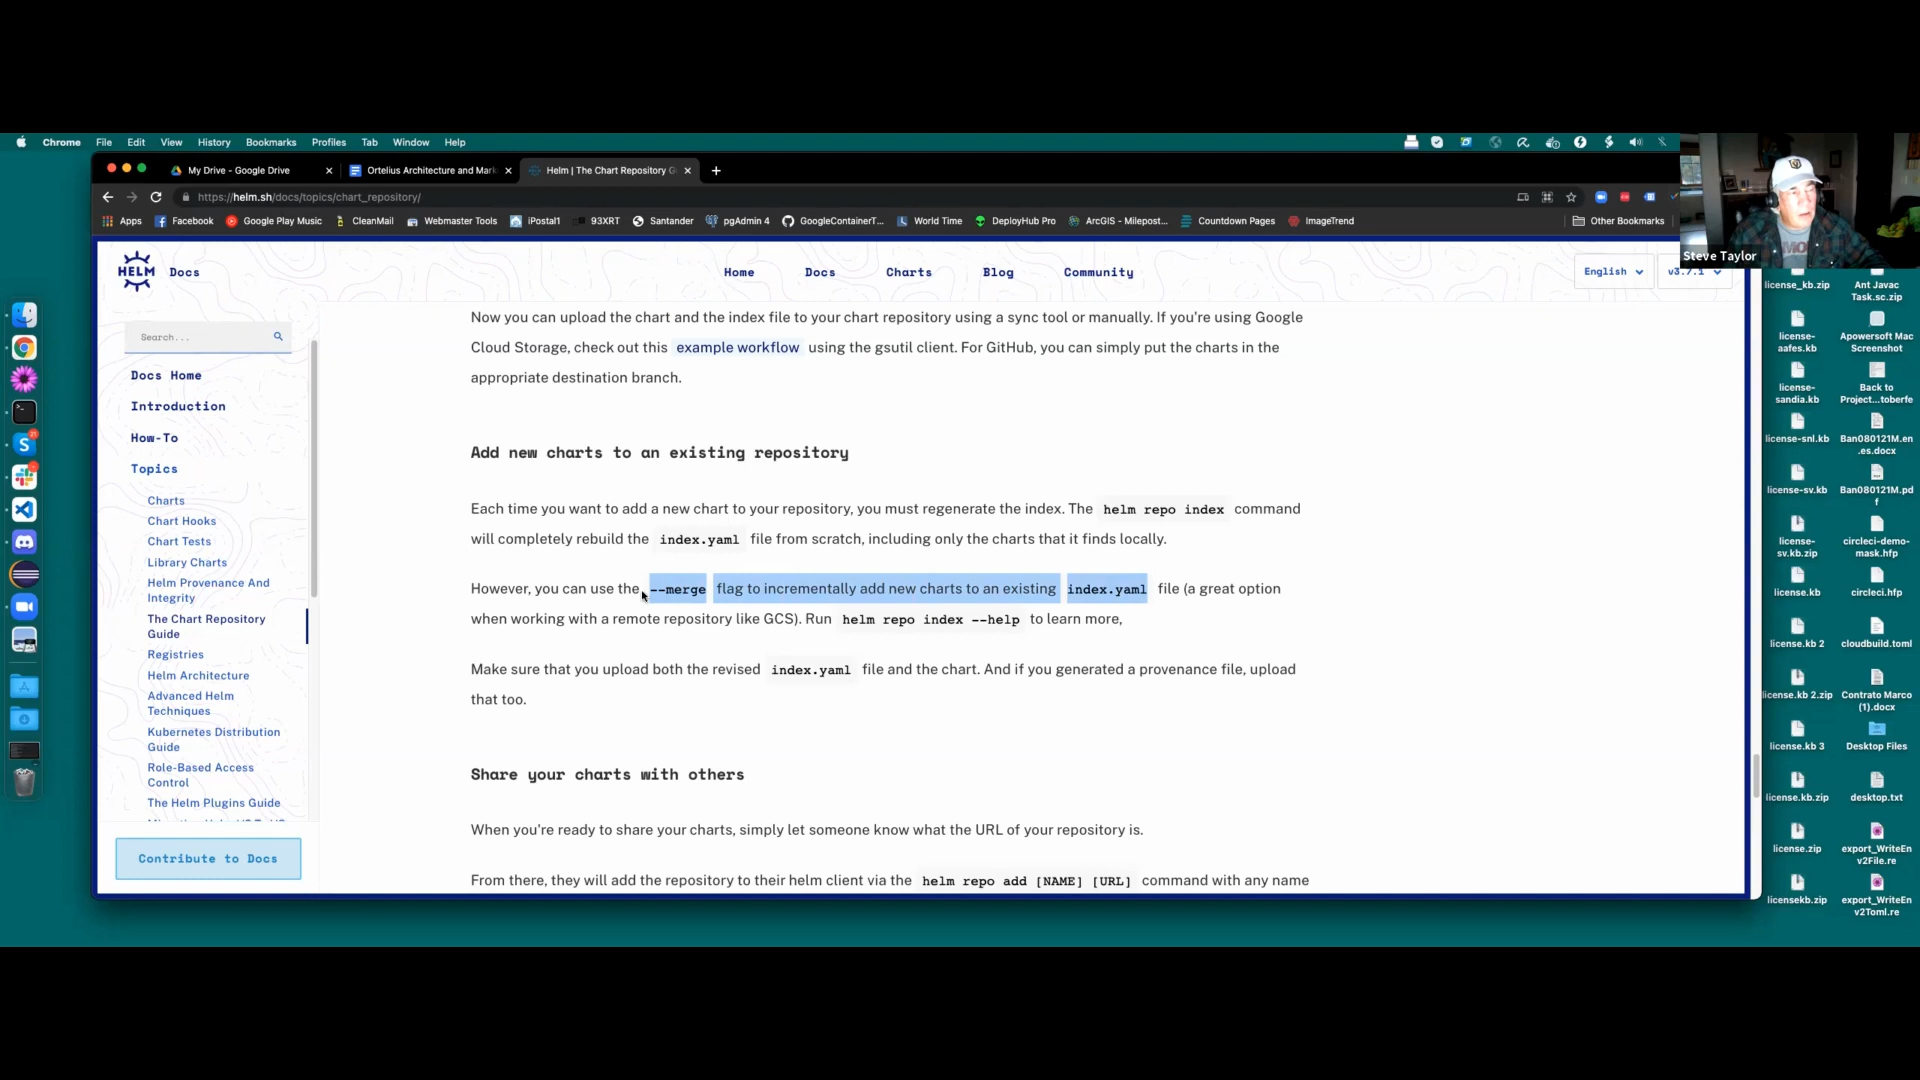 Chrome File Edit View History Bookmarks Profiles Tab Window Help
My Drive - Google Drive
Ortelius Architecture and Mark
Helm | The Chart Repository G
https://helm.sh/docs/topics/chart_repository/
Apps Facebook Google Play Music CleanMail Webmaster Tools iPostal1 93XRT Santander pgAdmin 4 GoogleContainerT... World Time DeployHub Pro ArcGIS - Milepost... Countdown Pages ImageTrend Other Bookmarks
Steve Taylor
HELM Docs
Home Docs Charts Blog Community
English v3.7.1
Search...
Docs Home
Introduction
How-To
Topics
Charts
Chart Hooks
Chart Tests
Library Charts
Helm Provenance And
Integrity
The Chart Repository
Guide
Registries
Helm Architecture
Advanced Helm
Techniques
Kubernetes Distribution
Guide
Role-Based Access
Control
The Helm Plugins Guide
Contribute to Docs
Now you can upload the chart and the index file to your chart repository using a sync tool or manually. If you're using Google
Cloud Storage, check out this example workflow using the gsutil client. For GitHub, you can simply put the charts in the
appropriate destination branch.
Add new charts to an existing repository
Each time you want to add a new chart to your repository, you must regenerate the index. The helm repo index command
will completely rebuild the index.yaml file from scratch, including only the charts that it finds locally.
However, you can use the --merge flag to incrementally add new charts to an existing index.yaml file (a great option
when working with a remote repository like GCS). Run helm repo index --help to learn more,
Make sure that you upload both the revised index.yaml file and the chart. And if you generated a provenance file, upload
that too.
Share your charts with others
When you're ready to share your charts, simply let someone know what the URL of your repository is.
From there, they will add the repository to their helm client via the helm repo add [NAME] [URL] command with any name
license_kb.zip
Ant Javac
Task.sc.zip
license-
aafes.kb
Apowersoft Mac
Screenshot
license-
sandia.kb
Back to
Project...toberfe
license-snl.kb
Ban080121M.en
.es.docx
license-sv.kb
Ban080121M.pd
f
license-
sv.kb.zip
circleci-demo-
mask.hfp
license.kb
circleci.hfp
license.kb 2
cloudbuild.toml
license.kb 2.zip
Contrato Marco
(1).docx
license.kb 3
Desktop Files
license.kb.zip
desktop.txt
license.zip
export_WriteEn
v2File.re
licensekb.zip
export_WriteEn
v2Toml.re